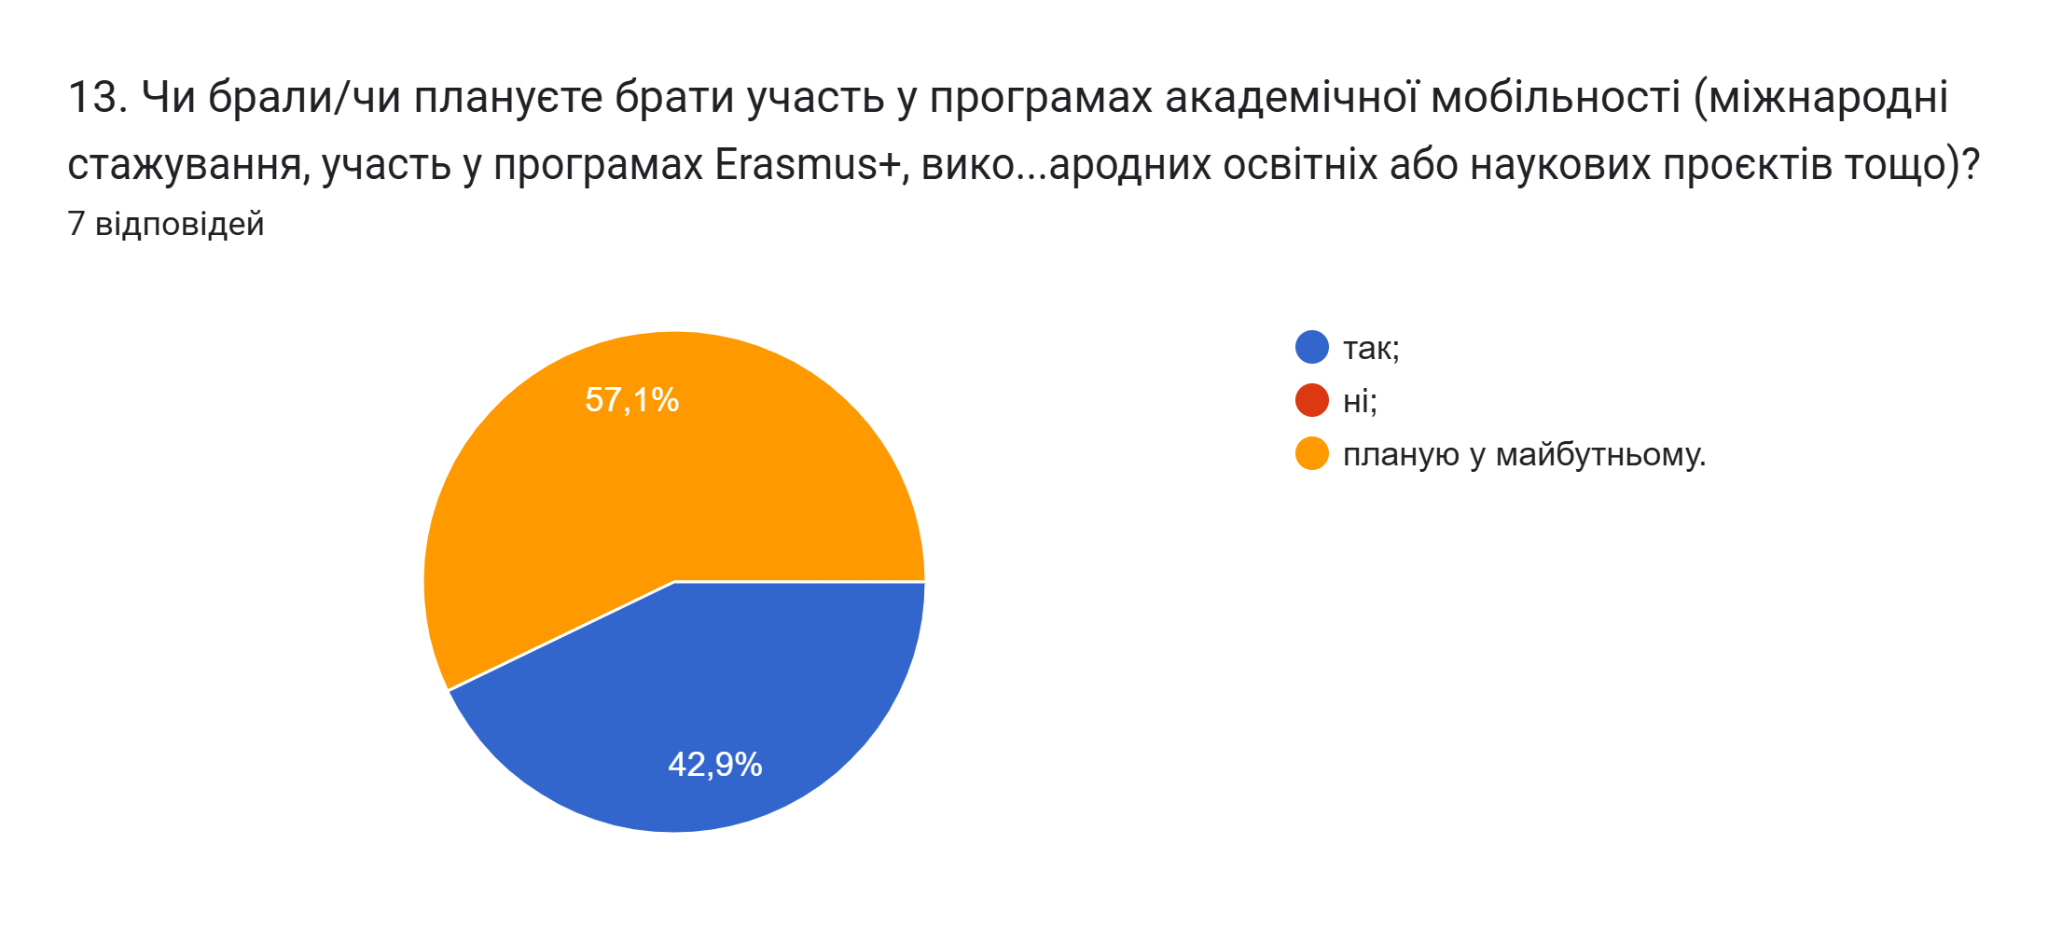 13. Чи брали/чи плануєте брати участь у програмах академічної мобільності (міжнародні
стажування, участь у програмах Erasmus+, вико...ародних освітніх або наукових проєктів тощо)?
7 відповідей
так;
ні;
планую у майбутньому.
57,1%
42,9%